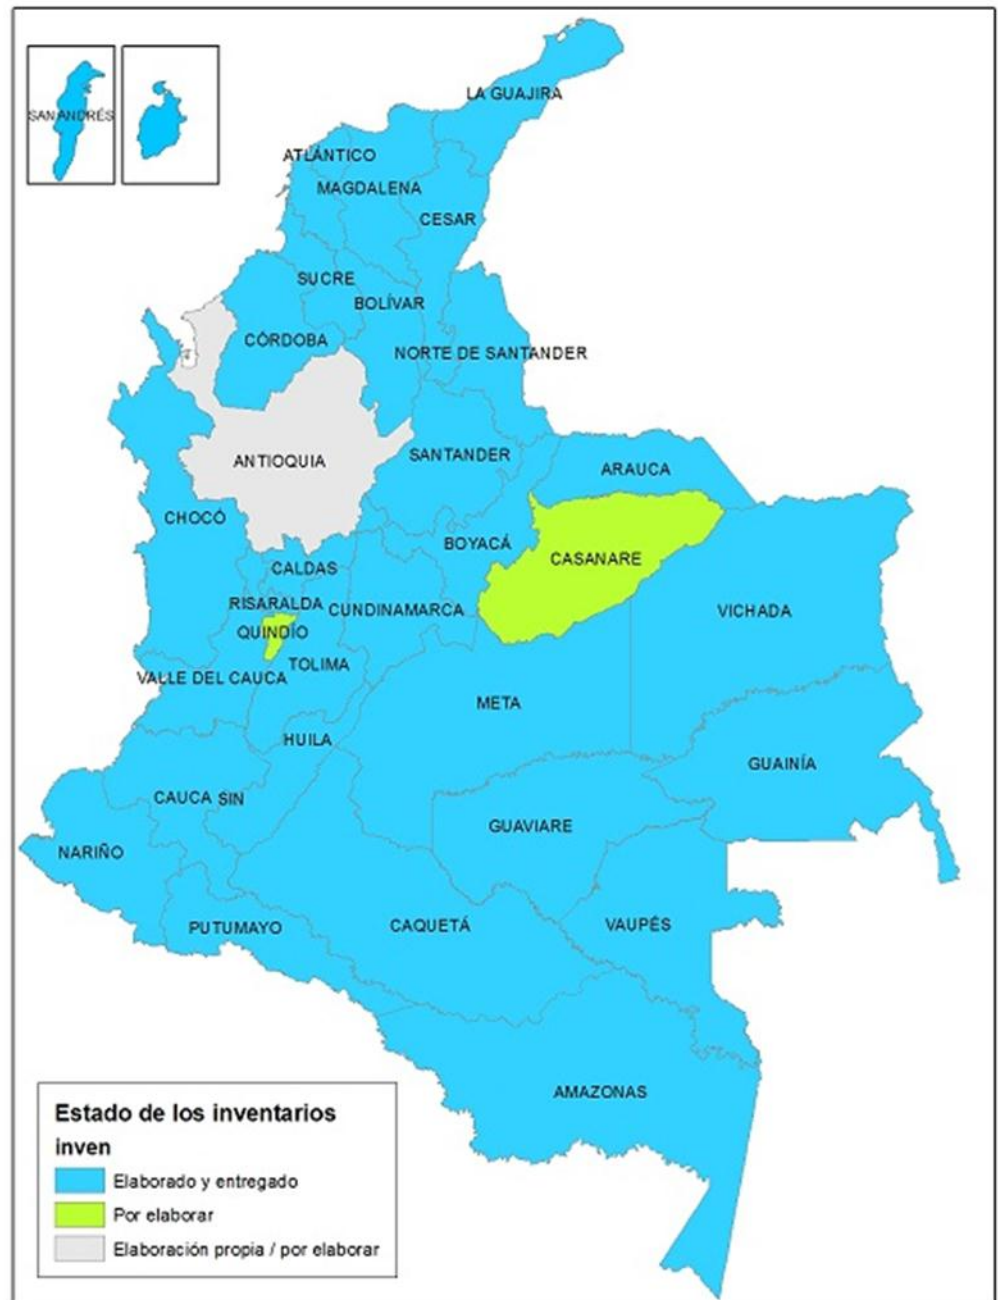 LA GUAJIRA
SAN ANDRÉS
ATLÁNTICO
MAGDALENA
CESAR
SUCRE
BOLÍVAR
CÓRDOBA
NORTE DE SANTANDER
SANTANDER
ANTIOQUIA
ARAUCA
CHOCÓ
BOYACÁ
CASANARE
CALDAS
RISARALDA
CUNDINAMARCA
VICHADA
QUINDÍO
TOLIMA
VALLE DEL CAUCA
META
HUILA
GUAINÍA
CAUCA SIN
GUAVIARE
NARIÑO
PUTUMAYO
CAQUETÁ
VAUPÉS
AMAZONAS
Estado de los inventarios
inven
Elaborado y entregado
Por elaborar
Elaboración propia / por elaborar